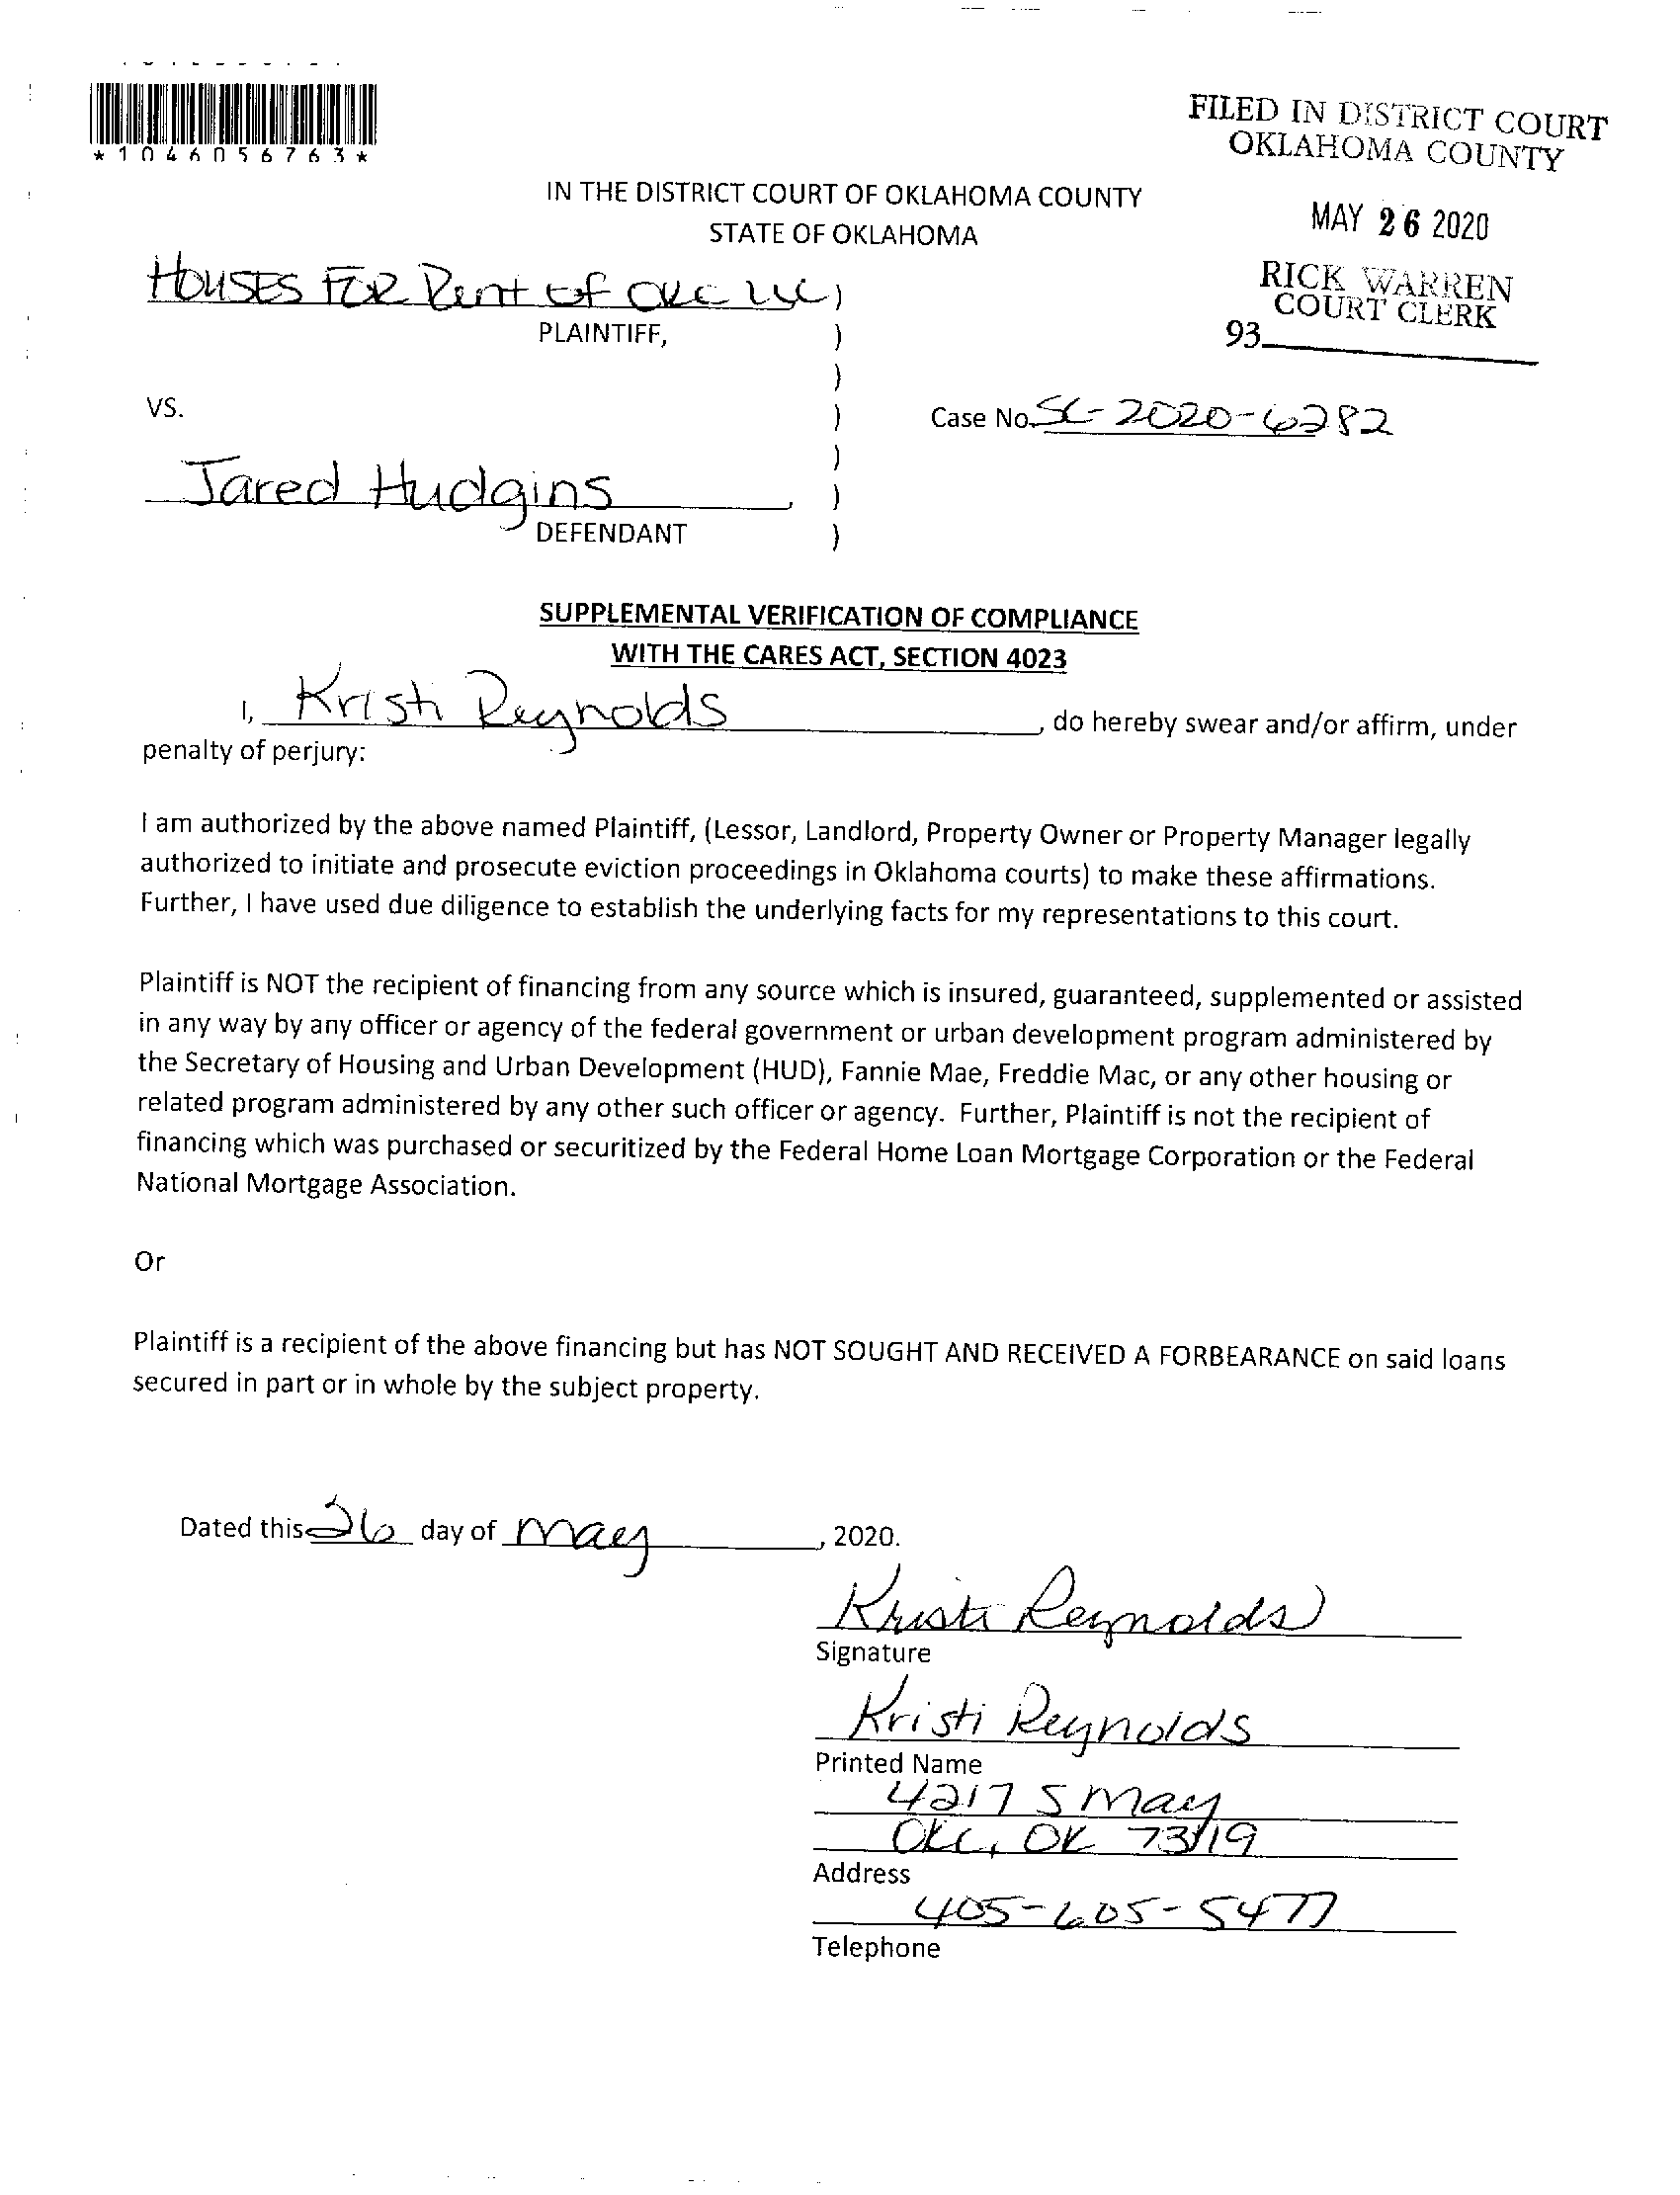 *1046056763*
FILED IN DISTRICT COURT
OKLAHOMA COUNTY
MAY 26 2020
RICK WARREN
COURT CLERK
93
IN THE DISTRICT COURT OF OKLAHOMA COUNTY
STATE OF OKLAHOMA
HOUSES FOR Rent of OKC LLC )
PLAINTIFF, )
)
VS. )
Case No. SC-2020-6282
)
Jared Hudgins, )
DEFENDANT )
SUPPLEMENTAL VERIFICATION OF COMPLIANCE
WITH THE CARES ACT, SECTION 4023
I, Kristi Reynolds, do hereby swear and/or affirm, under
penalty of perjury:
I am authorized by the above named Plaintiff, (Lessor, Landlord, Property Owner or Property Manager legally
authorized to initiate and prosecute eviction proceedings in Oklahoma courts) to make these affirmations.
Further, I have used due diligence to establish the underlying facts for my representations to this court.
Plaintiff is NOT the recipient of financing from any source which is insured, guaranteed, supplemented or assisted
in any way by any officer or agency of the federal government or urban development program administered by
the Secretary of Housing and Urban Development (HUD), Fannie Mae, Freddie Mac, or any other housing or
related program administered by any other such officer or agency. Further, Plaintiff is not the recipient of
financing which was purchased or securitized by the Federal Home Loan Mortgage Corporation or the Federal
National Mortgage Association.
Or
Plaintiff is a recipient of the above financing but has NOT SOUGHT AND RECEIVED A FORBEARANCE on said loans
secured in part or in whole by the subject property.
Dated this 26 day of may, 2020.
Kristi Reynolds
Signature
Kristi Reynolds
Printed Name
4217 S May
OKC, OK 73119
Address
405-605-5477
Telephone